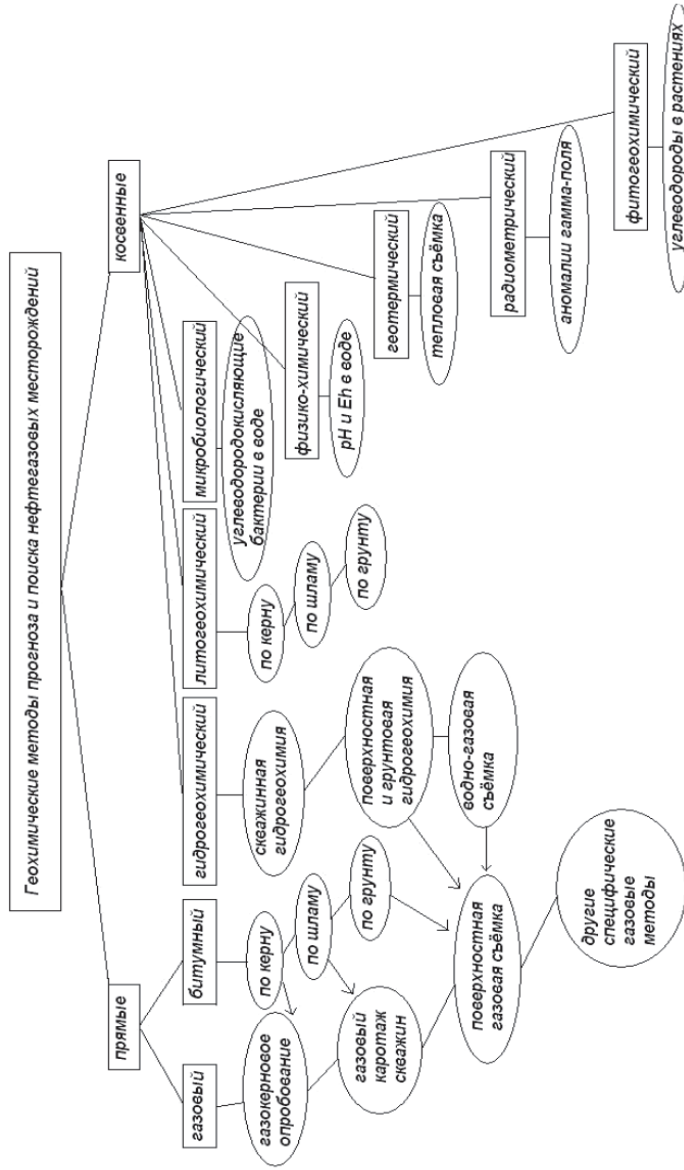 Геохимические методы прогноза и поиска нефтегазовых месторождений
прямые
косвенные
газовый
битумный
гидрогеохимический
литогеохимический
микробиологический
физико-химический
геотермический
радиометрический
фитогеохимический
газокерновое
опробование
газовый
каротаж
скважин
поверхностная
газовая съёмка
другие
специфические
газовые
методы
по керну
по шламу
по грунту
скважинная
гидрогеохимия
поверхностная
и грунтовая
гидрогеохимия
водно-газовая
съёмка
по керну
по шламу
по грунту
углеводородокисляющие
бактерии в воде
pH и Eh в воде
тепловая съёмка
аномалии гамма-поля
углеводороды в растениях